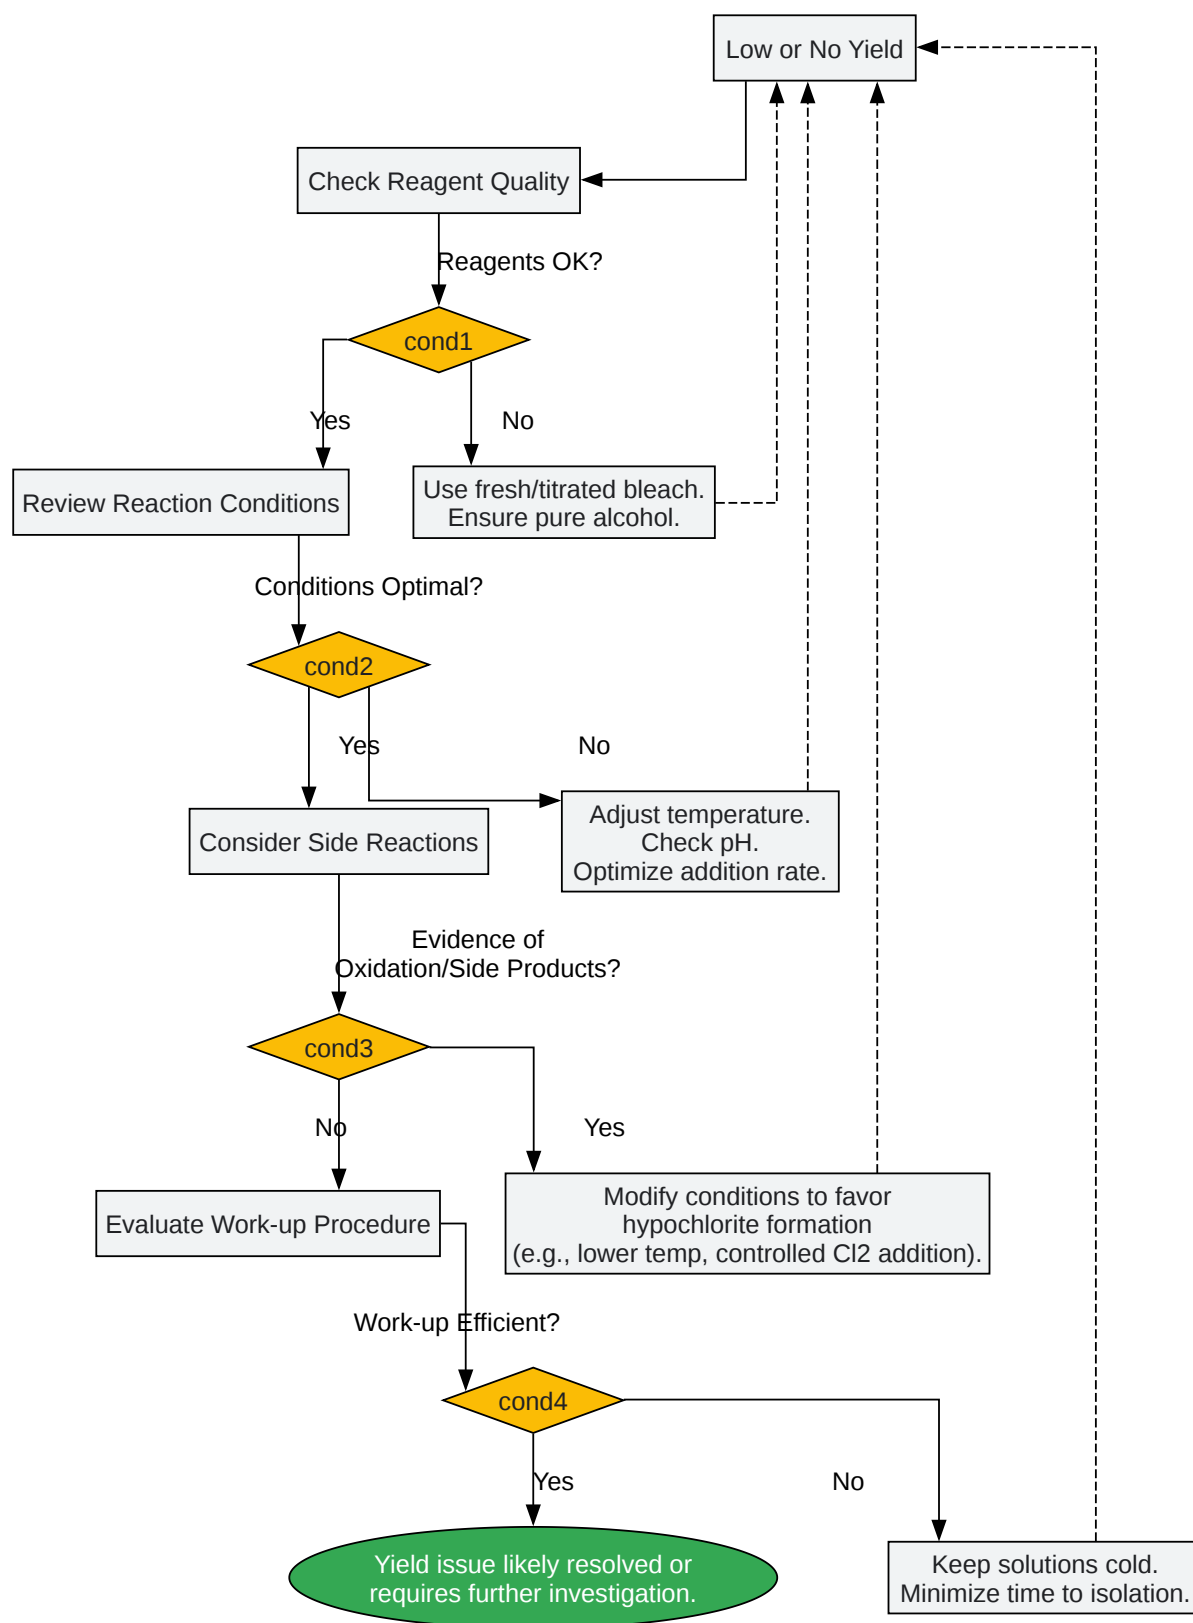 Low or No Yield
Check Reagent Quality
Reagents OK?
cond1
Yes
No
Review Reaction Conditions
Use fresh/titrated bleach.
Ensure pure alcohol.
Conditions Optimal?
cond2
Yes
No
Consider Side Reactions
Adjust temperature.
Check pH.
Optimize addition rate.
Evidence of
Oxidation/Side Products?
cond3
No
Yes
Evaluate Work-up Procedure
Modify conditions to favor
hypochlorite formation
(e.g., lower temp, controlled Cl2 addition).
Work-up Efficient?
cond4
Yes
No
Yield issue likely resolved or
requires further investigation.
Keep solutions cold.
Minimize time to isolation.